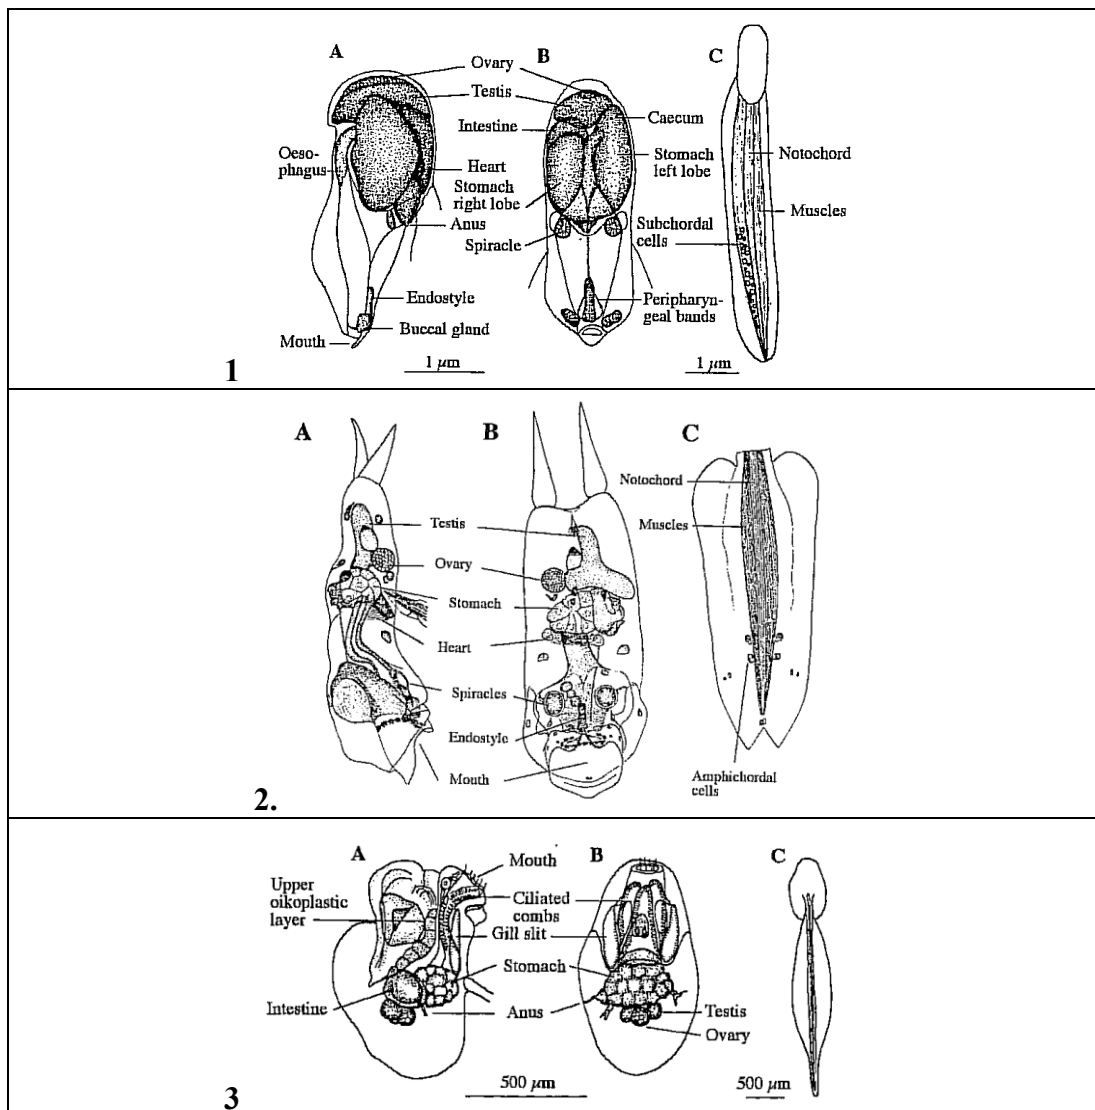 A
B
C
Ovary
Testis
Intestine
Caecum
Oeso-
phagus
Heart
Stomach
right lobe
Stomach
left lobe
Notochord
Anus
Muscles
Spiracle
Subchordal
cells
Endostyle
Peripharyn-
geal bands
Buccal gland
Mouth
1 μm
1 μm
1
A
B
C
Notochord
Testis
Muscles
Ovary
Stomach
Heart
Spiracles
Endostyle
Mouth
Amphichordal
cells
2.
A
B
C
Mouth
Upper
oikoplastic
layer
Ciliated
combs
Gill slit
Stomach
Intestine
Anus
Testis
Ovary
500 μm
500 μm
3